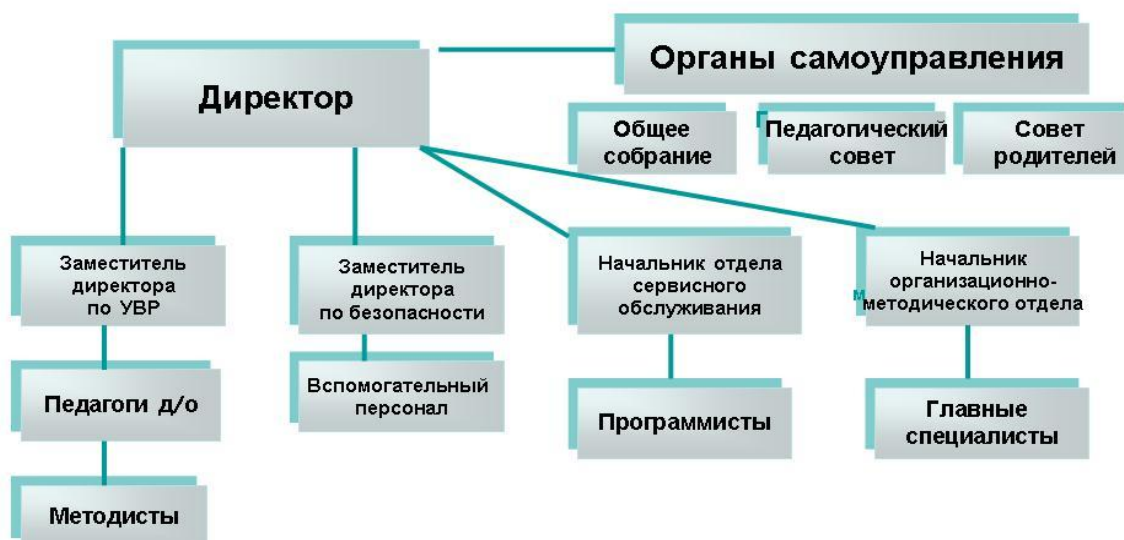 Органы самоуправления
Директор
Общее
собрание
Педагогический
совет
Совет
родителей
Заместитель
директора
по УВР
Заместитель
директора
по безопасности
Начальник отдела
сервисного
обслуживания
Начальник
организационно-
методического отдела
Педагоги д/о
Вспомогательный
персонал
Программисты
Главные
специалисты
Методисты